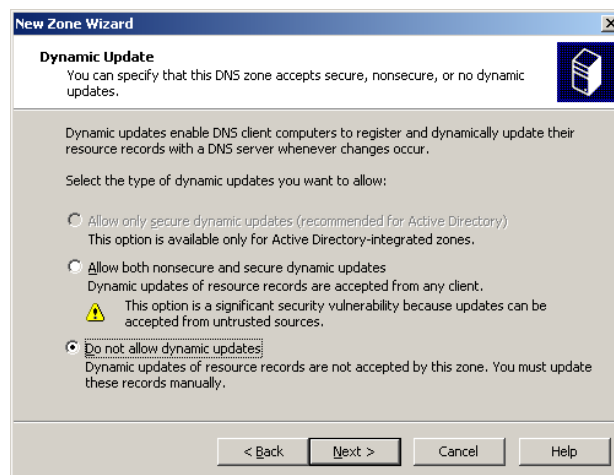 New Zone Wizard
Dynamic Update
You can specify that this DNS zone accepts secure, nonsecure, or no dynamic
updates.
Dynamic updates enable DNS client computers to register and dynamically update their
resource records with a DNS server whenever changes occur.
Select the type of dynamic updates you want to allow:
Allow only secure dynamic updates (recommended for Active Directory)
This option is available only for Active Directory-integrated zones.
Allow both nonsecure and secure dynamic updates
Dynamic updates of resource records are accepted from any client.
This option is a significant security vulnerability because updates can be
accepted from untrusted sources.
Do not allow dynamic updates
Dynamic updates of resource records are not accepted by this zone. You must update
these records manually.
< Back Next > Cancel Help